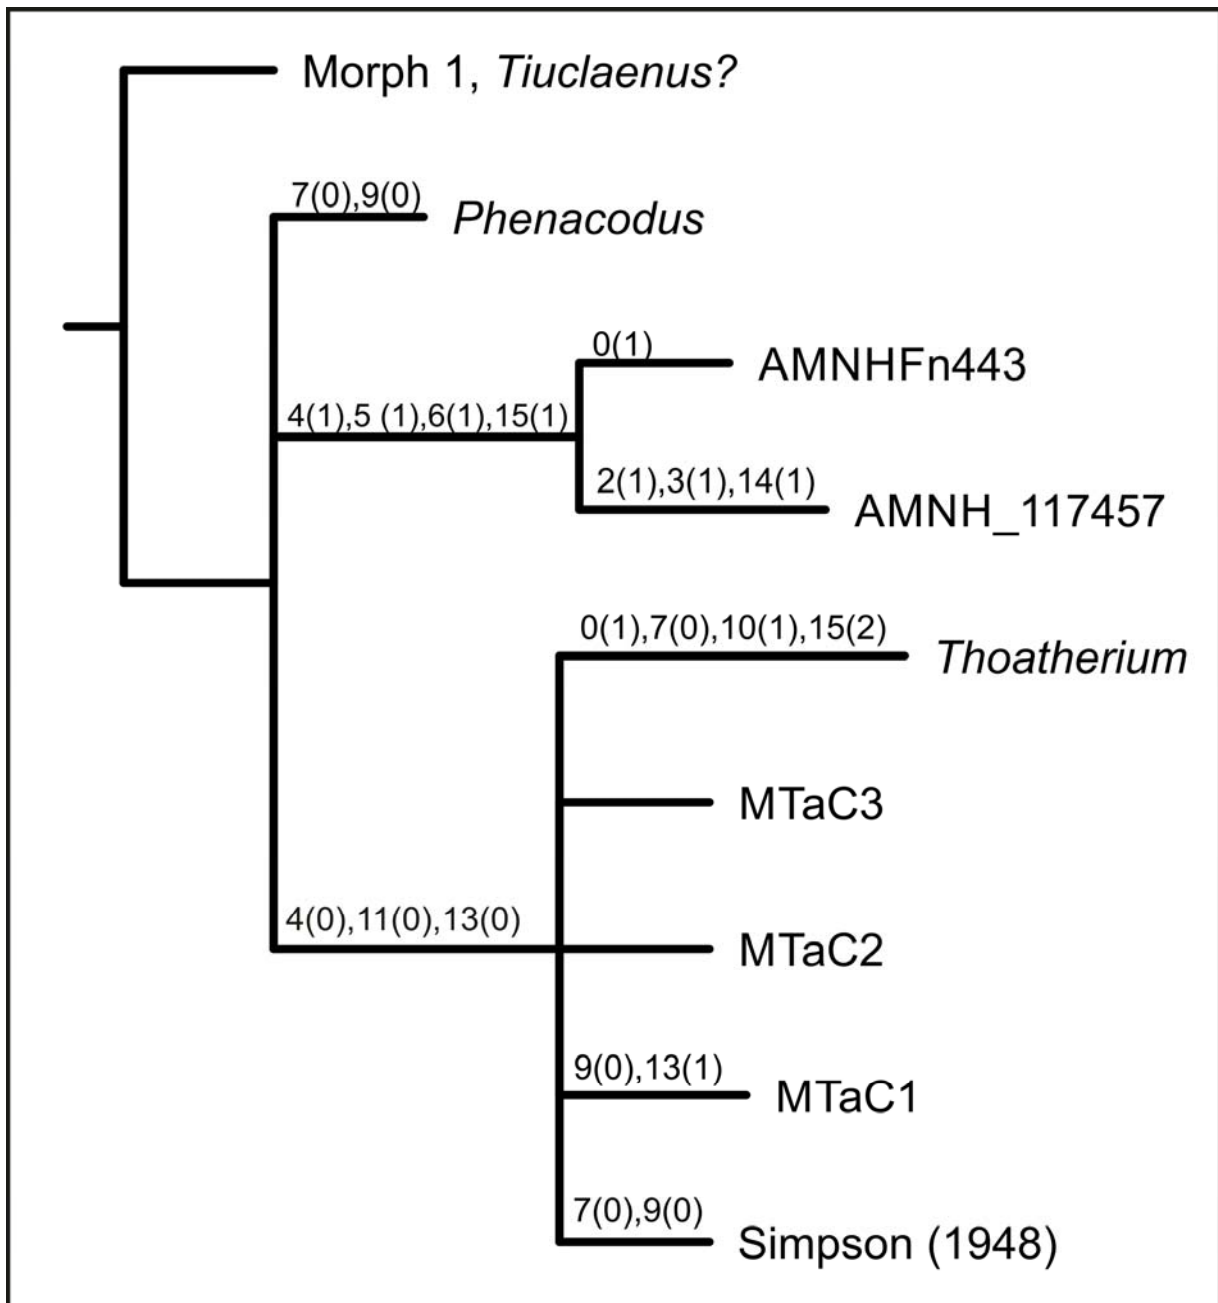 Morph 1, Tiuclaenus?
7(0),9(0)
Phenacodus
0(1)
AMNHFn443
4(1),5 (1),6(1),15(1)
2(1),3(1),14(1)
AMNH_117457
0(1),7(0),10(1),15(2)
Thoatherium
MTaC3
4(0),11(0),13(0)
MTaC2
9(0),13(1)
MTaC1
7(0),9(0)
Simpson (1948)